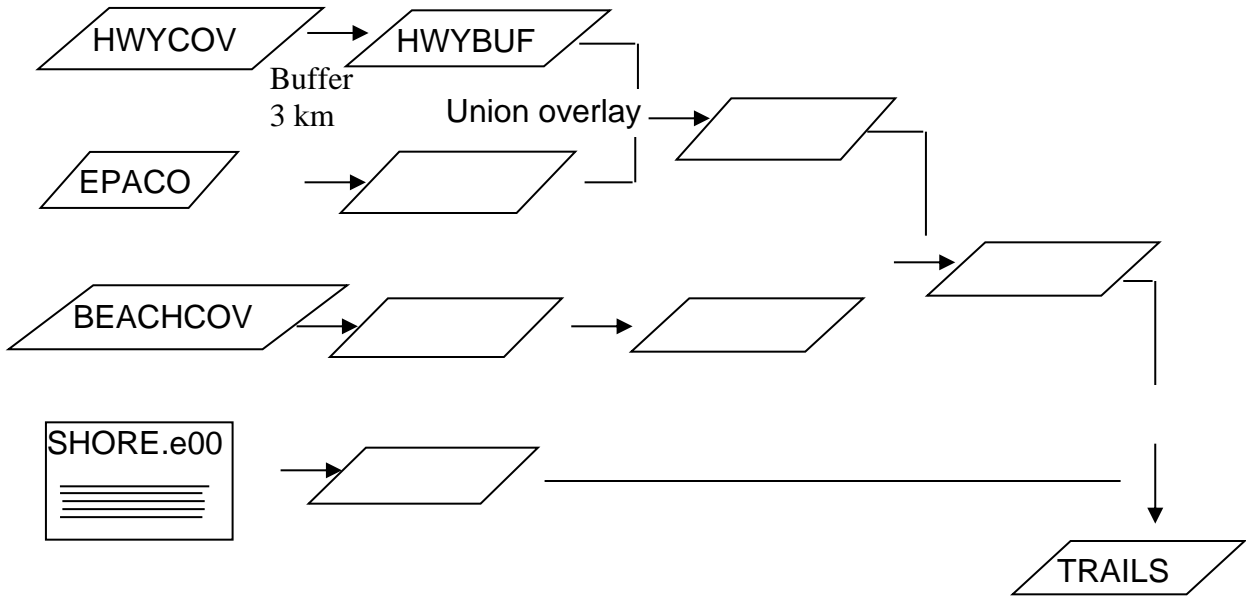 HWYCOV
HWYBUF
Buffer
3 km
Union overlay
EPACO
BEACHCOV
SHORE.e00
TRAILS